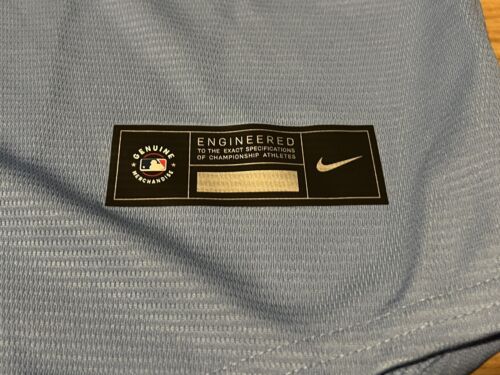 GENUINE
MERCHANDISE
ENGINEERED
TO THE EXACT SPECIFICATIONS
OF CHAMPIONSHIP ATHLETES